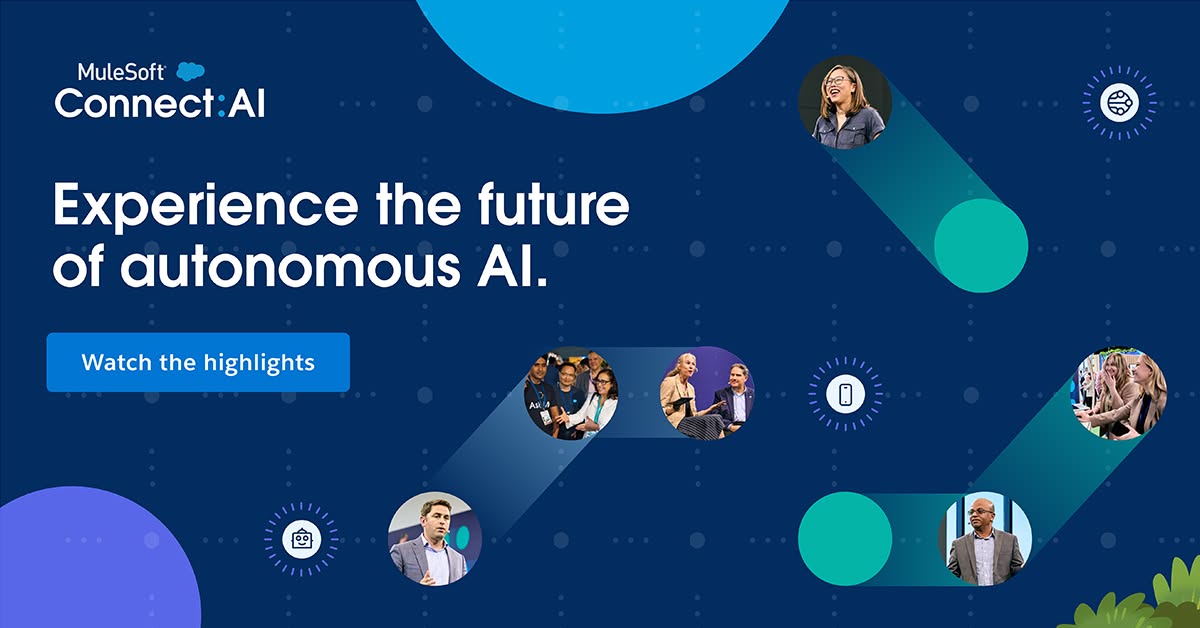 MuleSoft
Connect:AI
Experience the future
of autonomous AI.
Watch the highlights